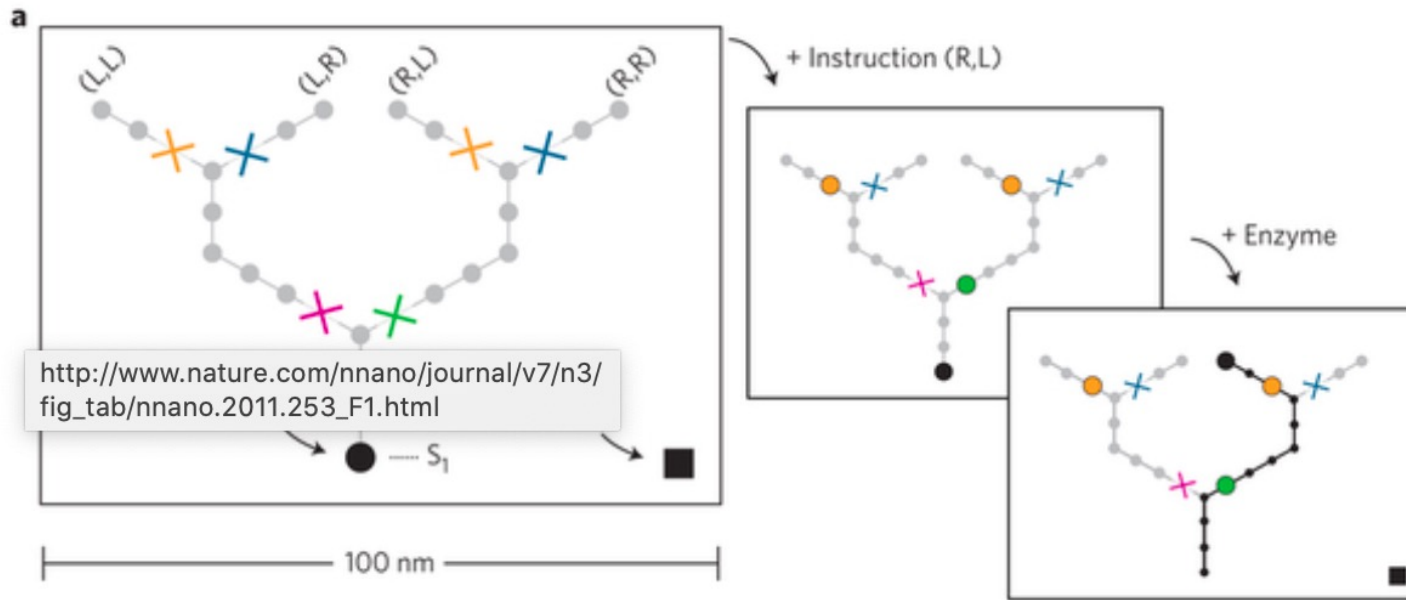 a
(L,L)
(L,R)
(R,L)
(R,R)
+ Instruction (R,L)
+ Enzyme
http://www.nature.com/nnano/journal/v7/n3/
fig_tab/nnano.2011.253_F1.html
S₁
100 nm